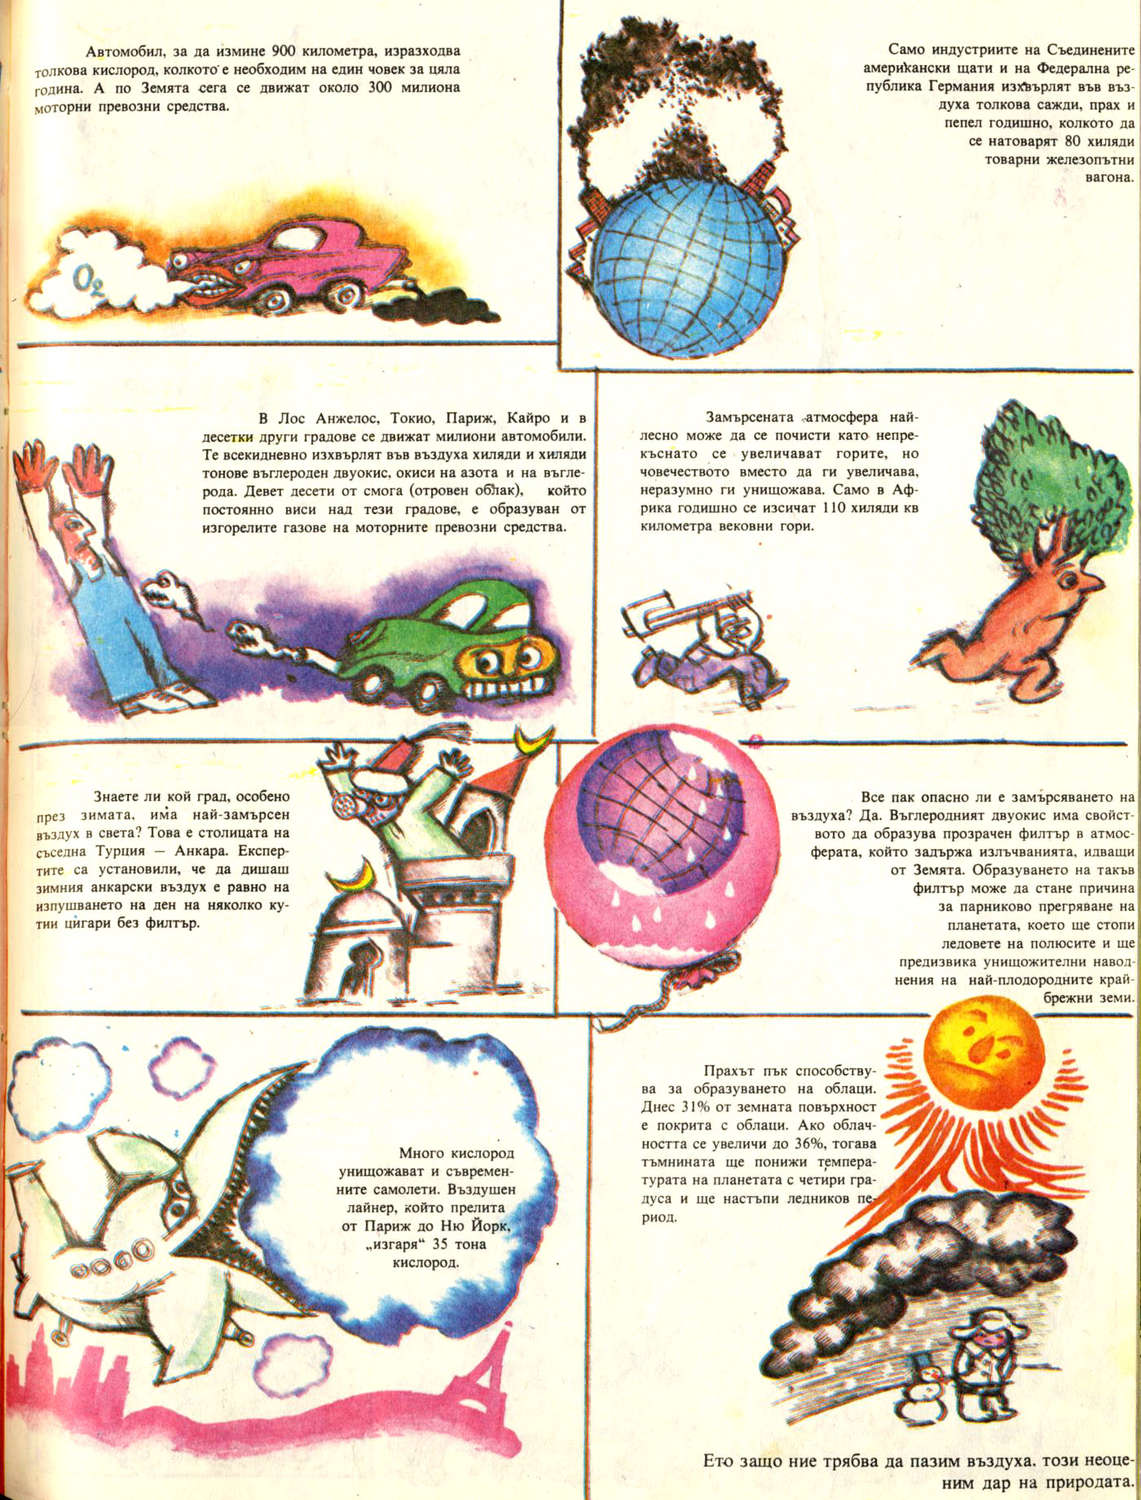 Автомобил, за да измине 900 километра, изразходва
толкова кислород, колкото е необходим на един човек за цяла
година. А по Земята сега се движат около 300 милиона
моторни превозни средства.
O₂
Само индустриите на Съединените
американски щати и на Федерална ре-
публика Германия изхвърлят във въз-
духа толкова сажди, прах и
пепел годишно, колкото да
се натоварят 80 хиляди
товарни железопътни
вагона.
В Лос Анжелос, Токио, Париж, Кайро и в
десетки други градове се движат милиони автомобили.
Те всекидневно изхвърлят във въздуха хиляди и хиляди
тонове въглероден двуокис, окиси на азота и на въгле-
рода. Девет десети от смога (отровен облак), който
постоянно виси над тези градове, е образуван от
изгорелите газове на моторните превозни средства.
Замърсената атмосфера най-
лесно може да се почисти като непре-
къснато се увеличават горите, но
човечеството вместо да ги увеличава,
неразумно ги унищожава. Само в Аф-
рика годишно се изсичат 110 хиляди кв
километра вековни гори.
Знаете ли кой град, особено
през зимата, има най-замърсен
въздух в света? Това е столицата на
съседна Турция — Анкара. Експер-
тите са установили, че да дишаш
зимния анкарски въздух е равно на
изпушването на ден на няколко ку-
тии цигари без филтър.
Все пак опасно ли е замърсяването на
въздуха? Да. Въглеродният двуокис има свойст-
вото да образува прозрачен филтър в атмос-
ферата, който задържа излъчванията, идващи
от Земята. Образуването на такъв
филтър може да стане причина
за парниково прегряване на
планетата, което ще стопи
ледовете на полюсите и ще
предизвика унищожителни навод-
нения на най-плодородните край-
брежни земи.
Много кислород
унищожават и съвремен-
ните самолети. Въздушен
лайнер, който прелита
от Париж до Ню Йорк,
„изгаря“ 35 тона
кислород.
Прахът пък способству-
ва за образуването на облаци.
Днес 31% от земната повърхност
е покрита с облаци. Ако облач-
ността се увеличи до 36%, тогава
тъмнината ще понижи темпера-
турата на планетата с четири гра-
дуса и ще настъпи ледников пе-
риод.
Ето защо ние трябва да пазим въздуха, този неоце-
ним дар на природата.